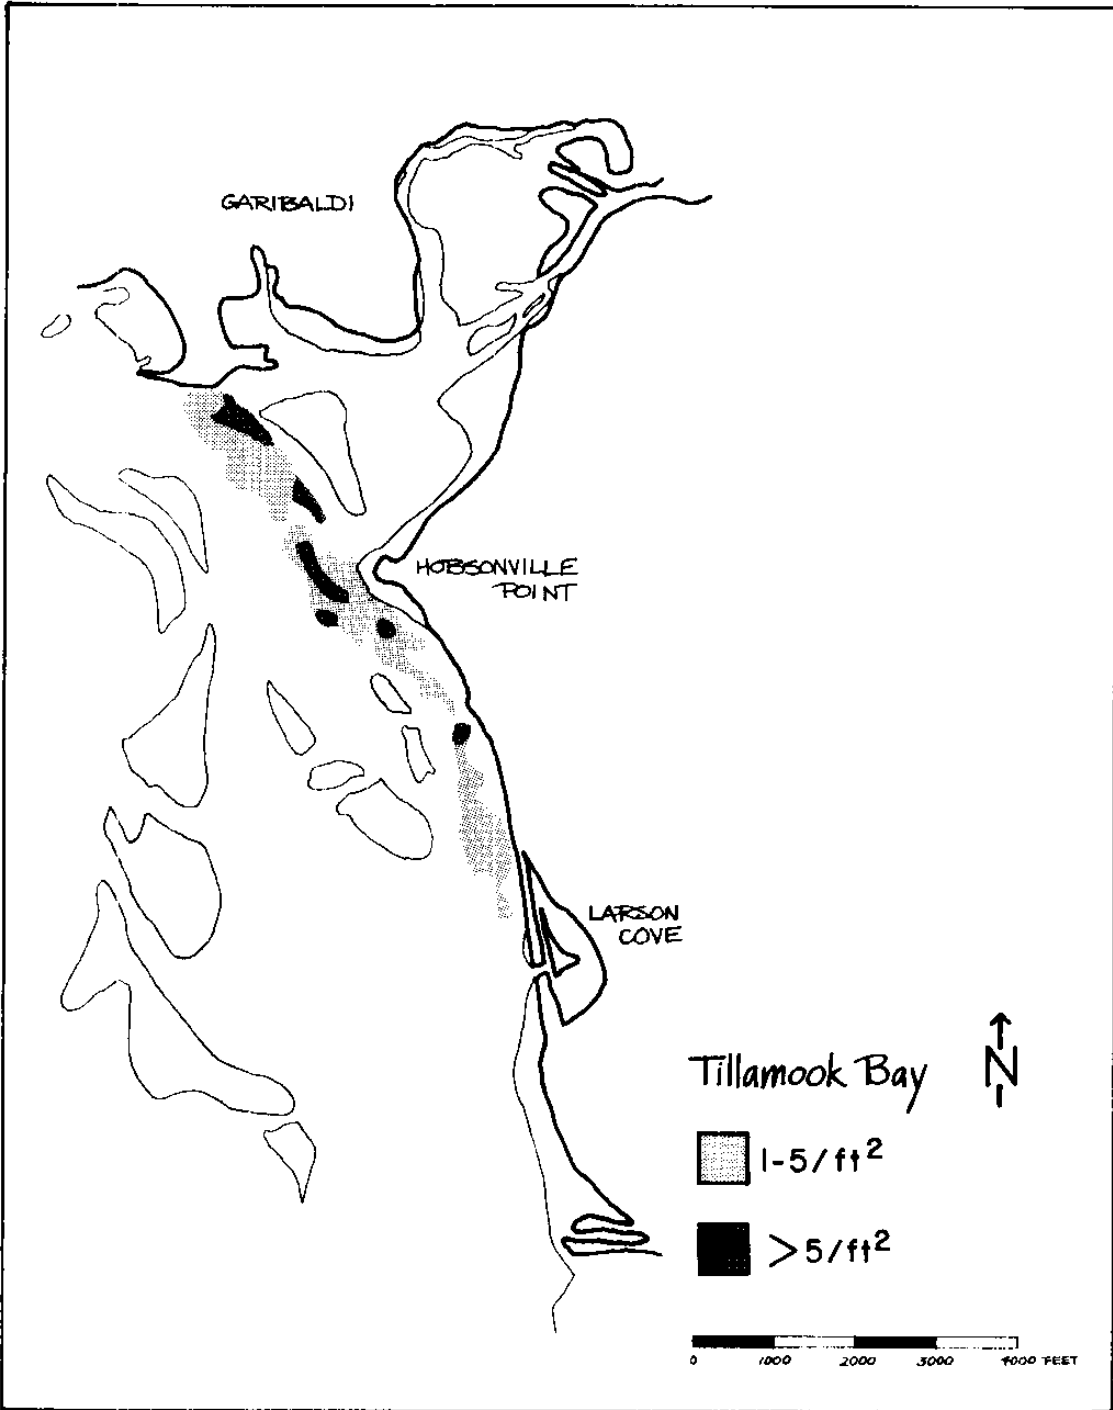 GARIBALDI
HOBSONVILLE
POINT
LARSON
COVE
Tillamook Bay
N
1-5/ft²
>5/ft²
0 1000 2000 3000 4000 FEET